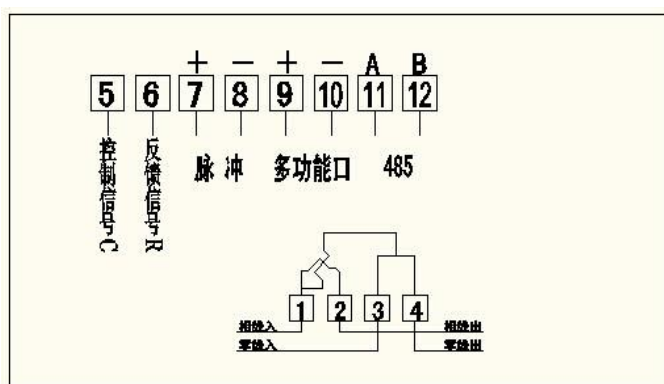 + − + − A B
5 6 7 8 9 10 11 12
控制信号C
反馈信号R
脉冲 多功能口 485
1 2 3 4
相线入 相线出
零线入 零线出